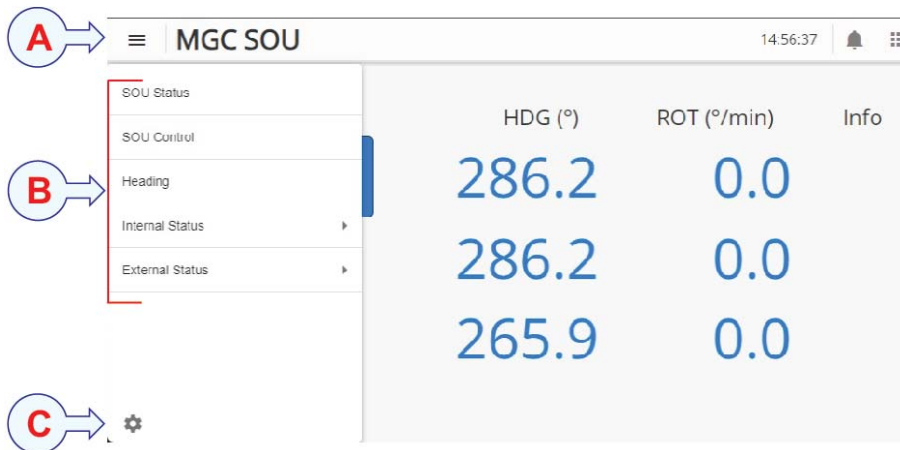 A
MGC SOU
14:56:37
B
SOU Status
SOU Control
Heading
Internal Status
External Status
HDG (°) ROT (°/min) Info
286.2 0.0
286.2 0.0
265.9 0.0
C